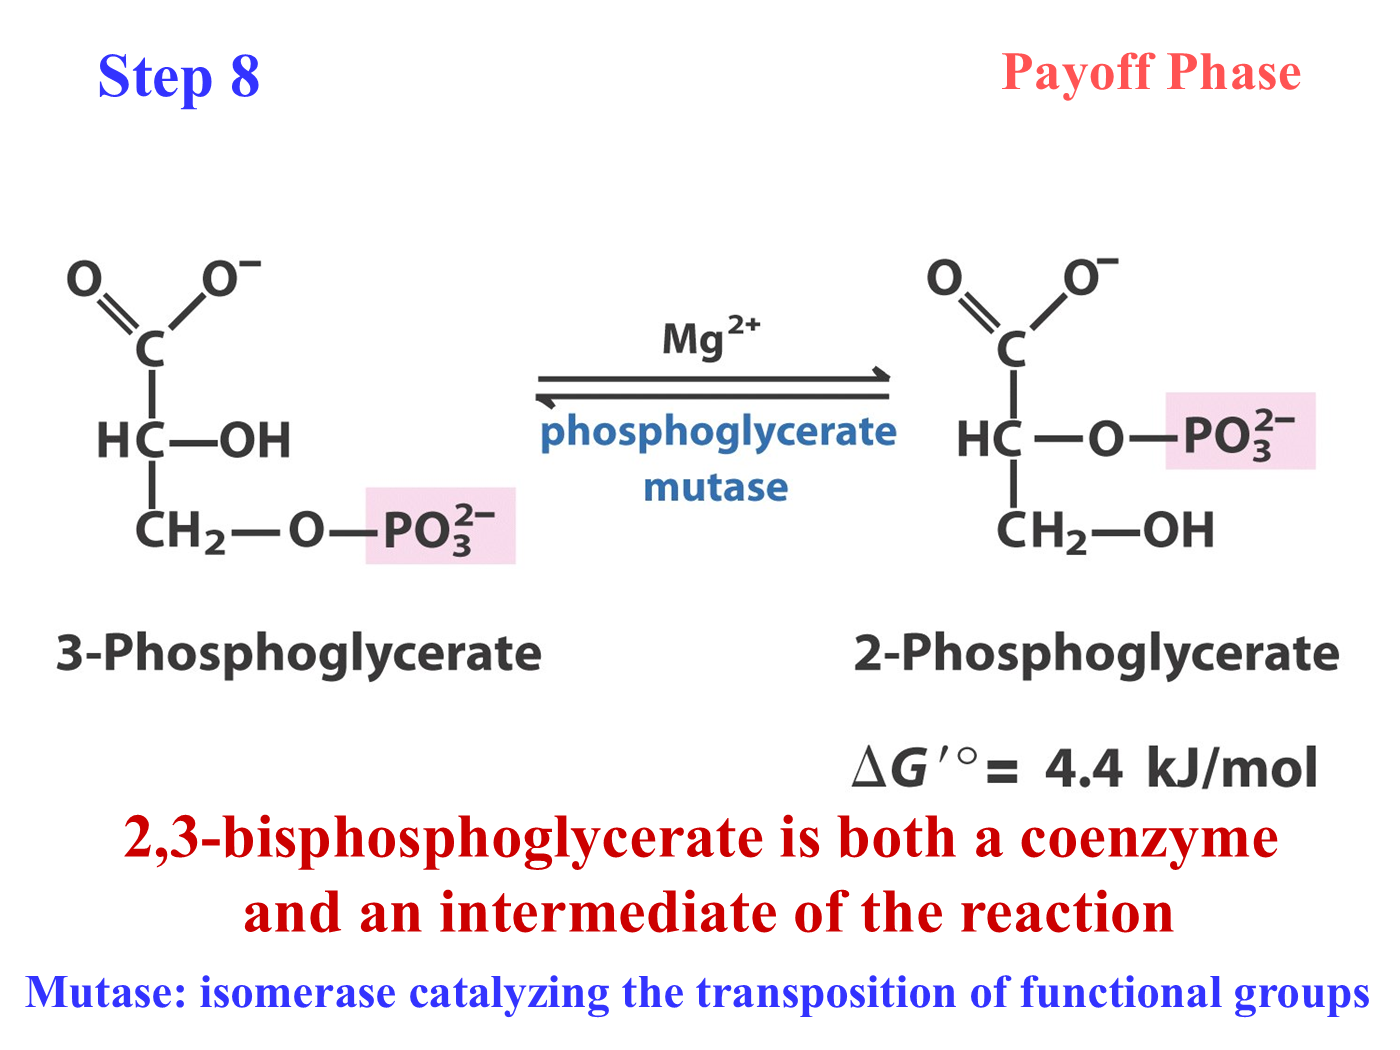 Step 8
Payoff Phase
O O⁻
C
HC—OH
CH₂—O—PO₃²⁻
3-Phosphoglycerate
Mg²⁺
phosphoglycerate
mutase
O O⁻
C
HC—O—PO₃²⁻
CH₂—OH
2-Phosphoglycerate
ΔG′° = 4.4 kJ/mol
2,3-bisphosphoglycerate is both a coenzyme
and an intermediate of the reaction
Mutase: isomerase catalyzing the transposition of functional groups